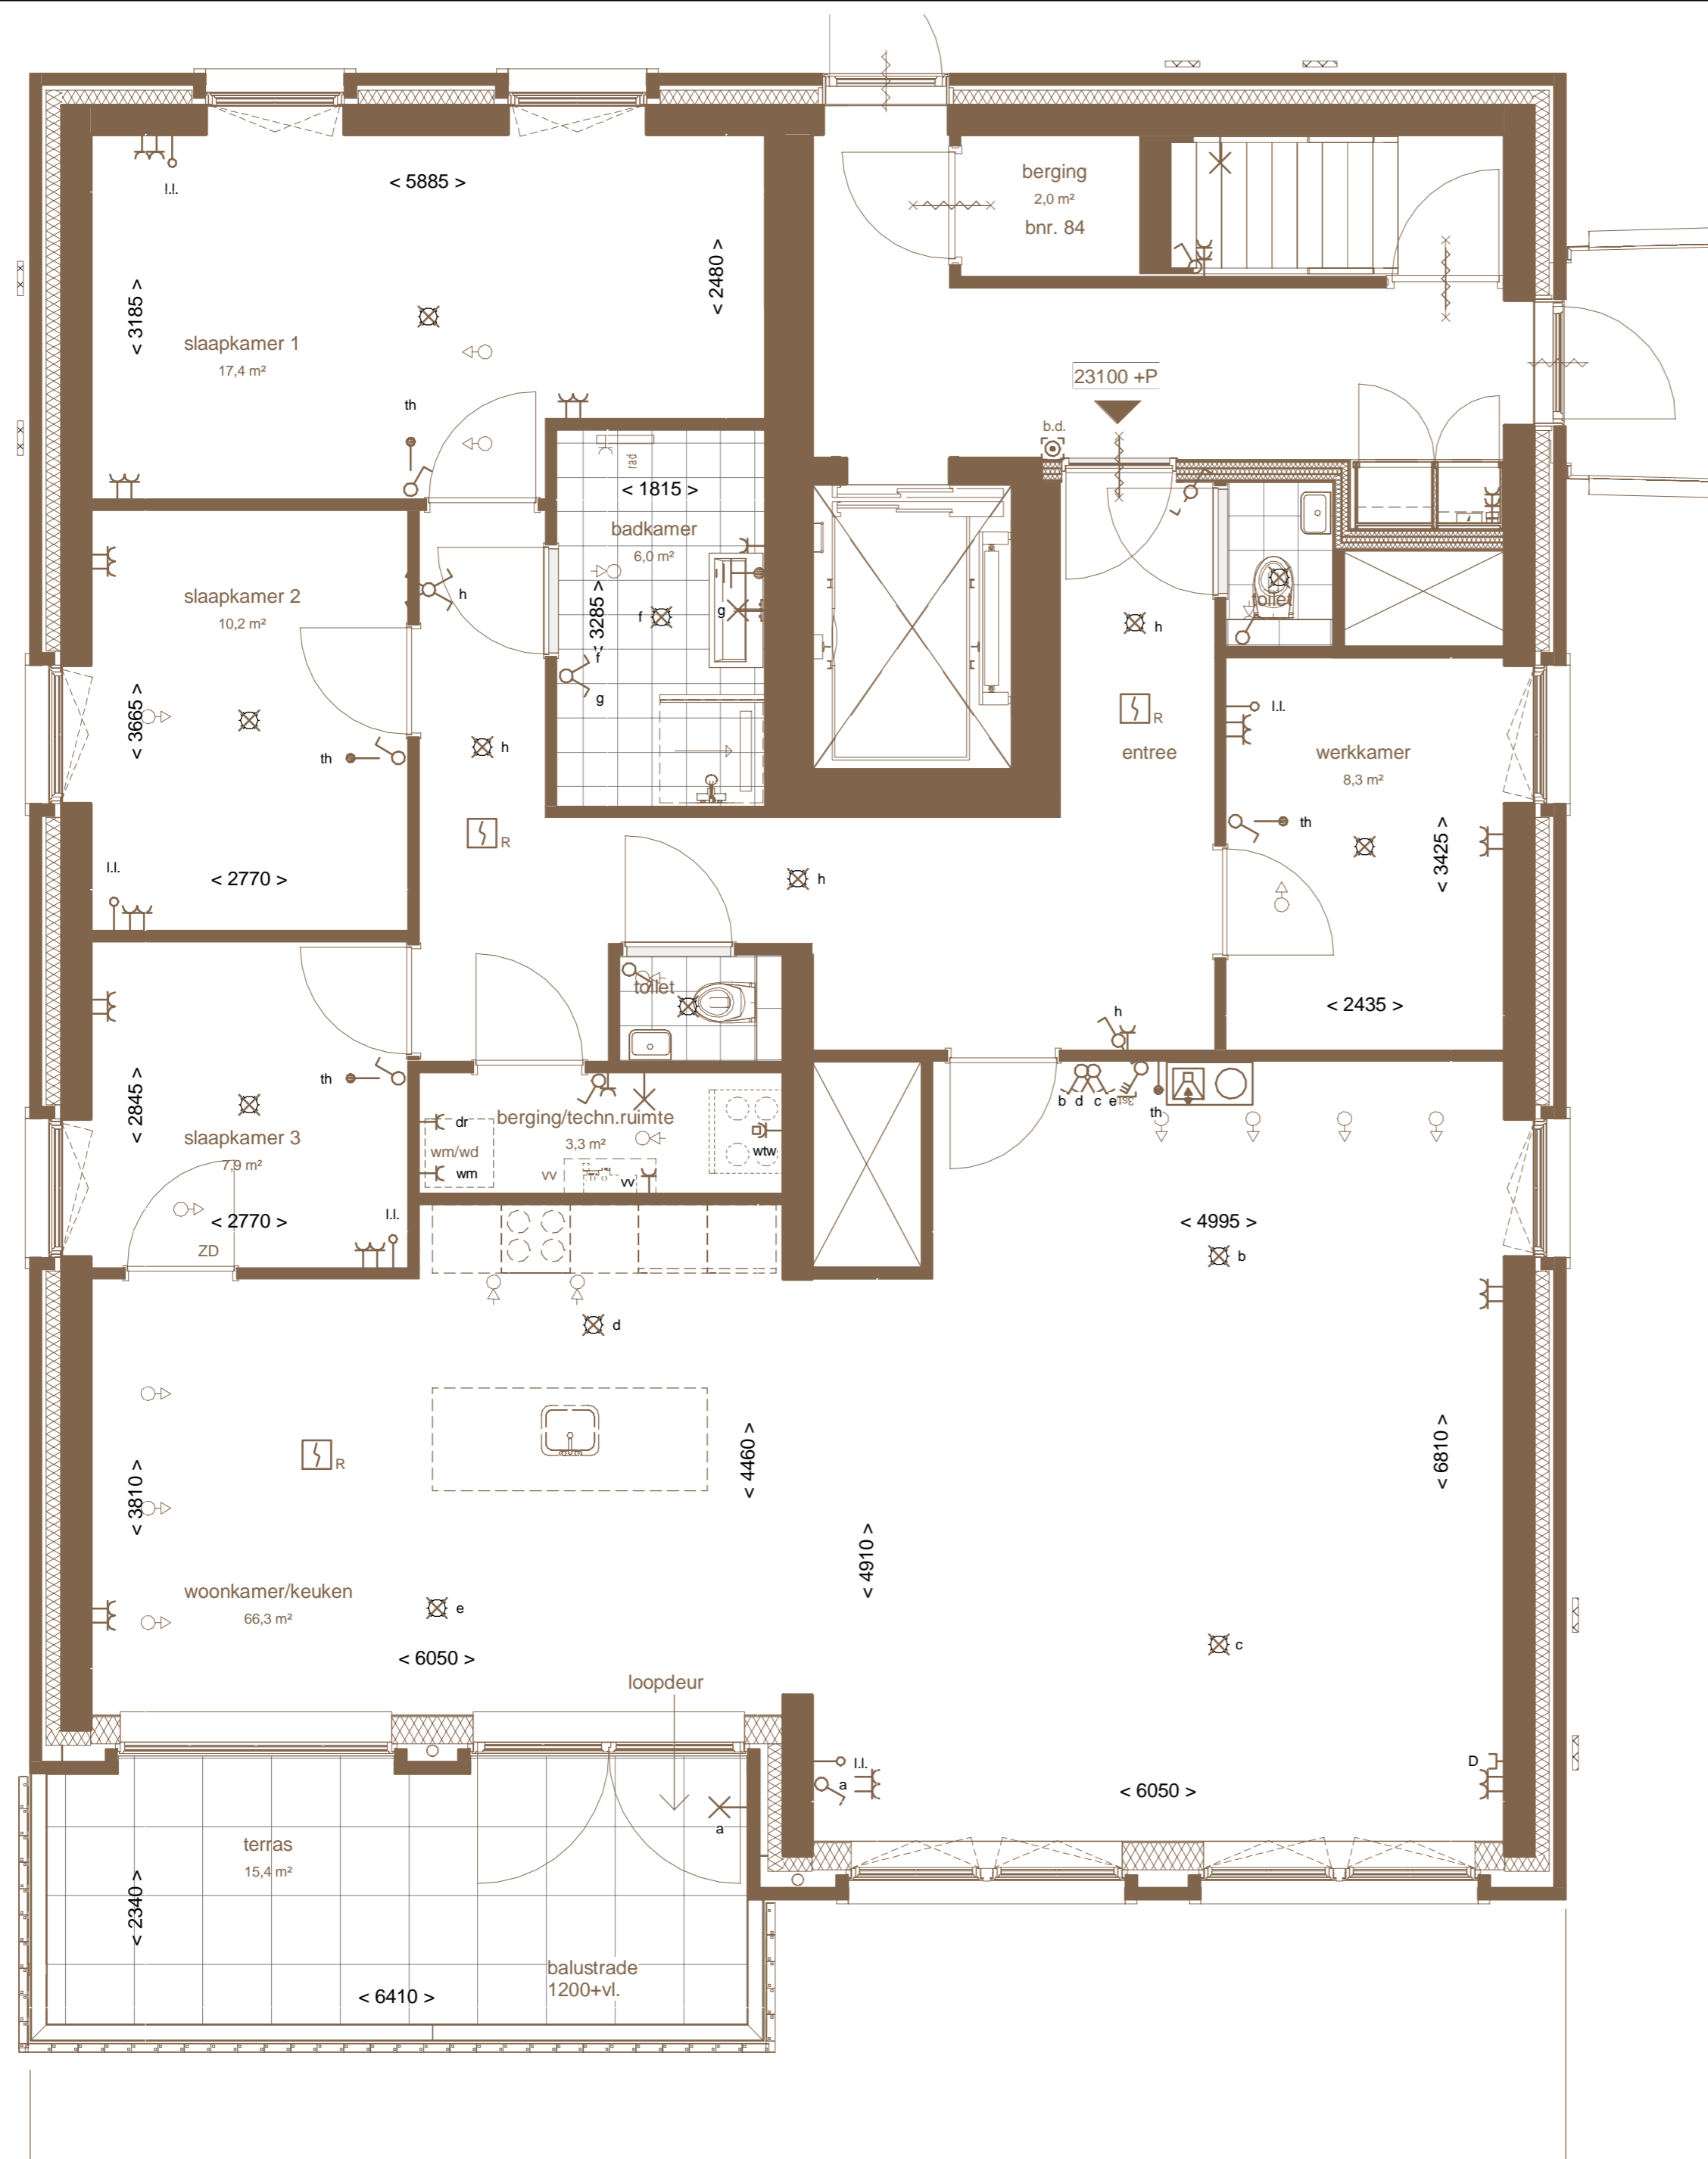 berging
2,0 m²
bnr. 84
l.l.
< 5885 >
< 2480 >
< 3185 >
slaapkamer 1
17,4 m²
23100 +P
th
b.d.
rad
< 1815 >
badkamer
6,0 m²
< 3285 >
f
g
f
g
h
slaapkamer 2
10,2 m²
toilet
h
R
entree
l.l.
werkkamer
8,3 m²
< 3665 >
th
h
th
R
< 3425 >
l.l.
< 2770 >
h
toilet
< 2435 >
h
th
< 2845 >
slaapkamer 3
7,9 m²
berging/techn.ruimte
3,3 m²
dr
wm/wd
wm
vv
vv
wtw
b d c e
3st
th
l.l.
< 2770 >
ZD
< 4995 >
b
d
R
< 4460 >
< 6810 >
< 3810 >
< 4910 >
woonkamer/keuken
66,3 m²
e
c
< 6050 >
loopdeur
l.l.
a
D
< 6050 >
a
terras
15,4 m²
< 2340 >
balustrade
1200+vl.
< 6410 >